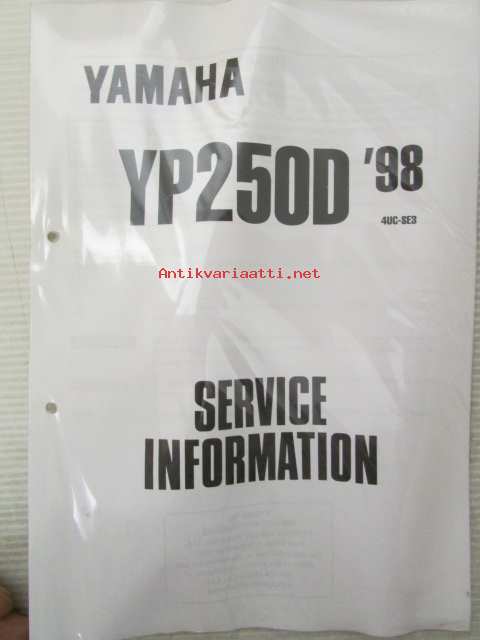 YAMAHA
YP250D '98
4UC-SE3
Antikvariaatti.net
SERVICE
INFORMATION